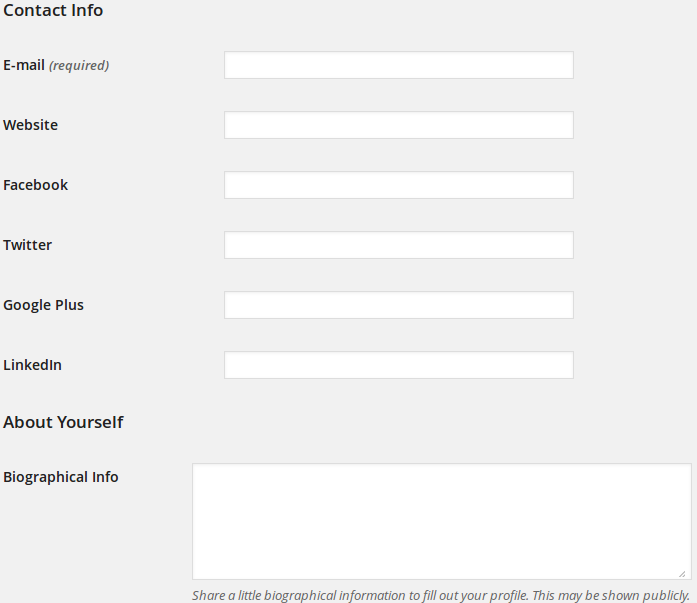 Contact Info
E-mail (required)
Website
Facebook
Twitter
Google Plus
LinkedIn
About Yourself
Biographical Info
Share a little biographical information to fill out your profile. This may be shown publicly.